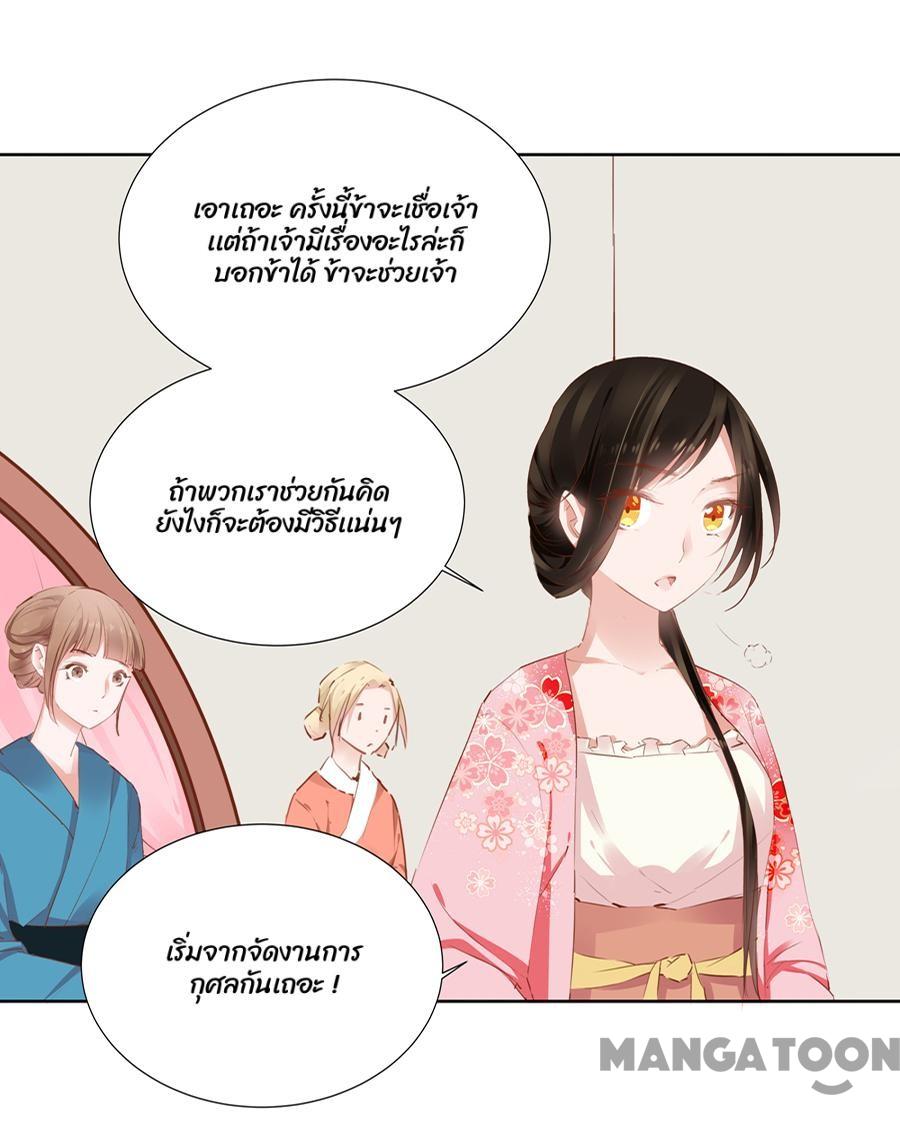 เอาเถอะ ครั้งนี้ข้าจะเชื่อเจ้า
แต่ถ้าเจ้ามีเรื่องอะไรล่ะก็
บอกข้าได้ ข้าจะช่วยเจ้า
ถ้าพวกเราช่วยกันคิด
ยังไงก็จะต้องมีวิธีแน่นๆ
เริ่มจากจัดงานการ
กุศลกันเถอะ !
MANGATOON